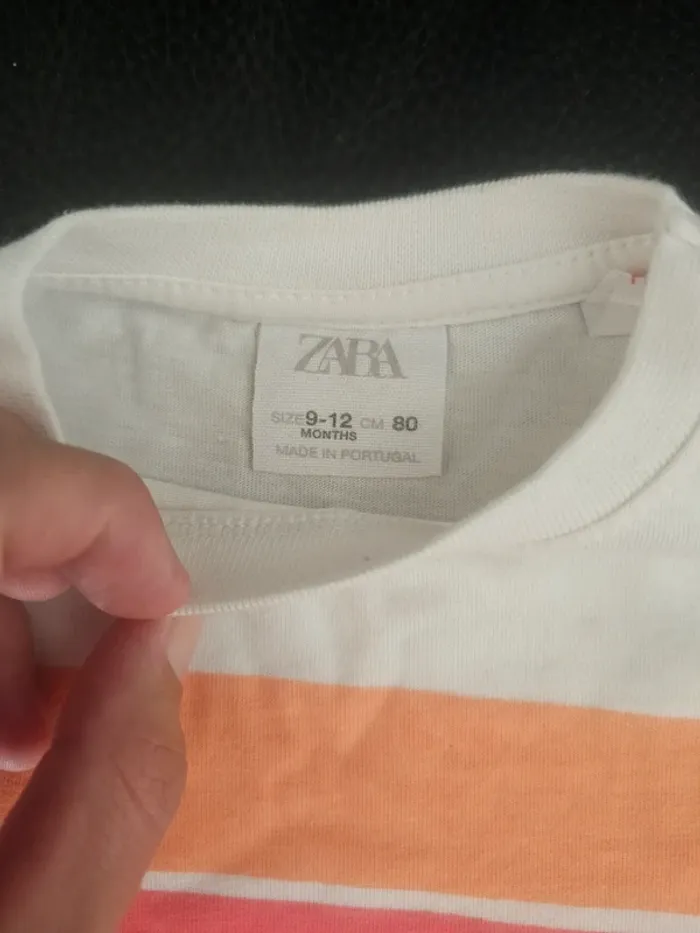 ZARA
SIZE 9-12 CM 80
MONTHS
MADE IN PORTUGAL